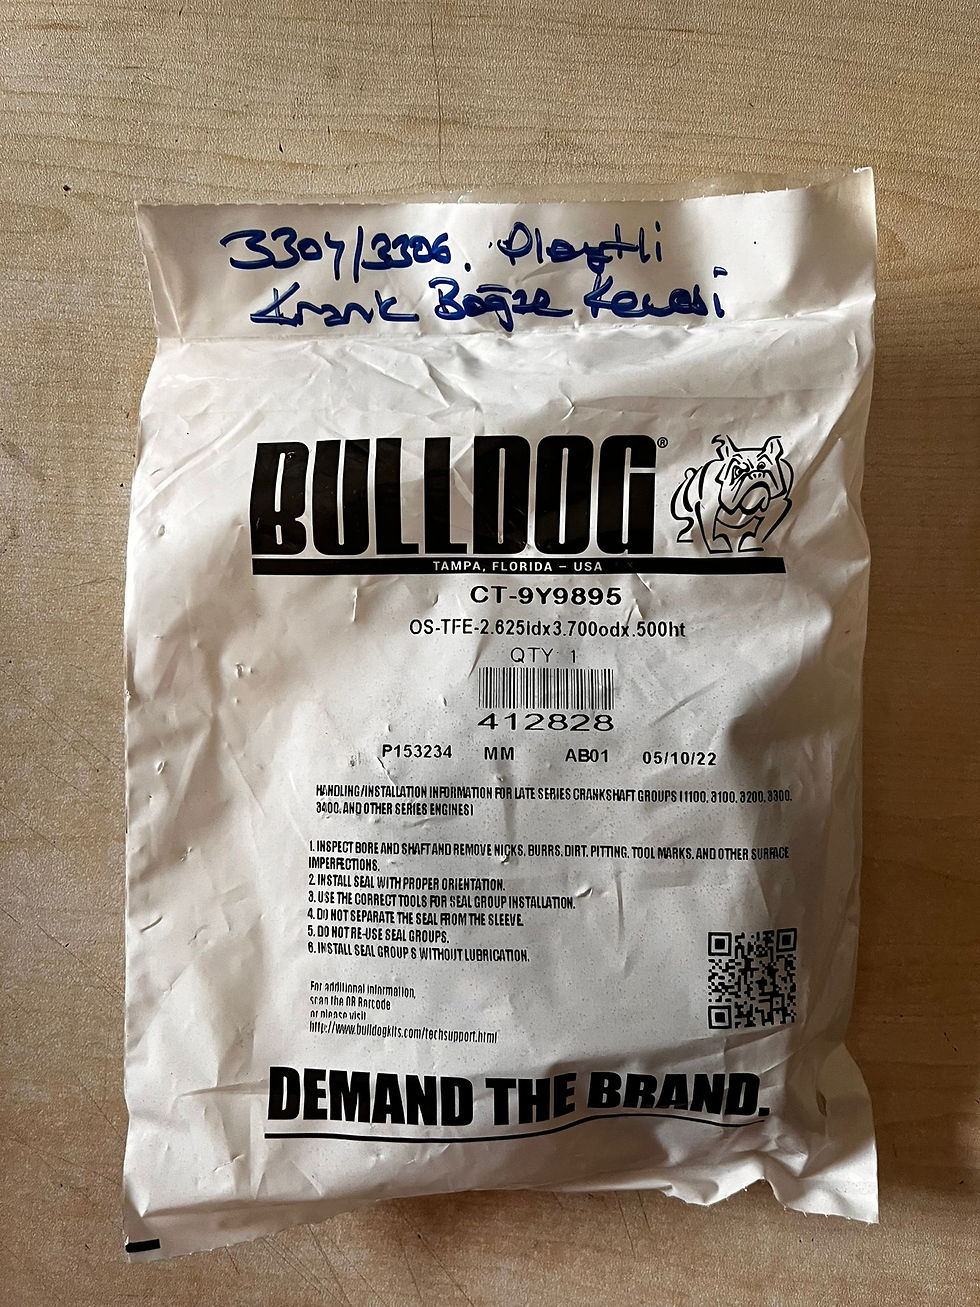 3304/3306. Plastli
Krank Boğaz Kecesi
BULLDOG®
TAMPA, FLORIDA – USA
CT-9Y9895
OS-TFE-2.625idx3.700odx.500ht
QTY 1
412828
P153234 MM AB01 05/10/22
HANDLING/INSTALLATION INFORMATION FOR LATE SERIES CRANKSHAFT GROUPS (1100, 3100, 3200, 3300,
3400, AND OTHER SERIES ENGINES)
1. INSPECT BORE AND SHAFT AND REMOVE NICKS, BURRS, DIRT, PITTING, TOOL MARKS, AND OTHER SURFACE
IMPERFECTIONS.
2. INSTALL SEAL WITH PROPER ORIENTATION.
3. USE THE CORRECT TOOLS FOR SEAL GROUP INSTALLATION.
4. DO NOT SEPARATE THE SEAL FROM THE SLEEVE.
5. DO NOT RE-USE SEAL GROUPS.
6. INSTALL SEAL GROUPS WITHOUT LUBRICATION.
For additional information,
scan the QR Barcode
or please visit
http://www.bulldogkits.com/techsupport.html
DEMAND THE BRAND.